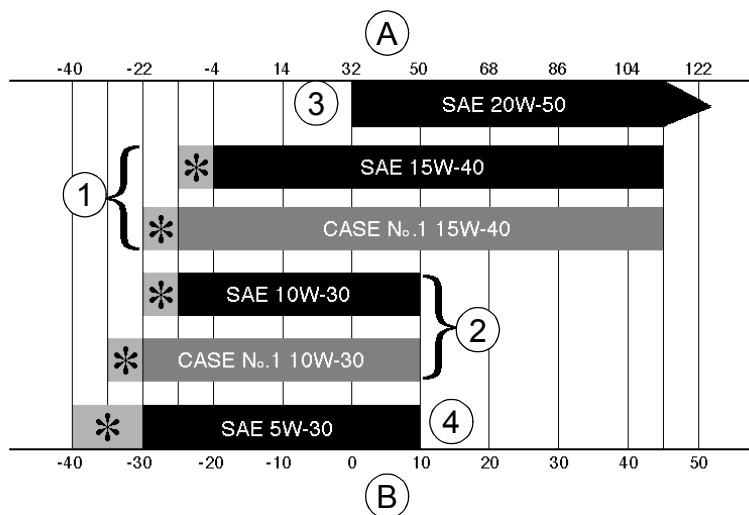 A
-40 -22 -4 14 32 50 68 86 104 122
3 SAE 20W-50
* SAE 15W-40
1
* CASE No.1 15W-40
* SAE 10W-30
2
* CASE No.1 10W-30
* SAE 5W-30 4
-40 -30 -20 -10 0 10 20 30 40 50
B